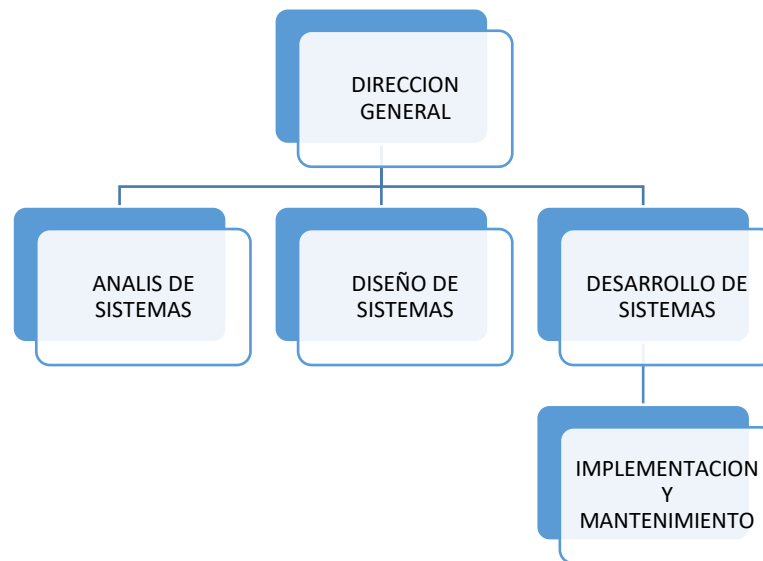 DIRECCION
GENERAL
ANALIS DE
SISTEMAS
DISEÑO DE
SISTEMAS
DESARROLLO DE
SISTEMAS
IMPLEMENTACION
Y
MANTENIMIENTO